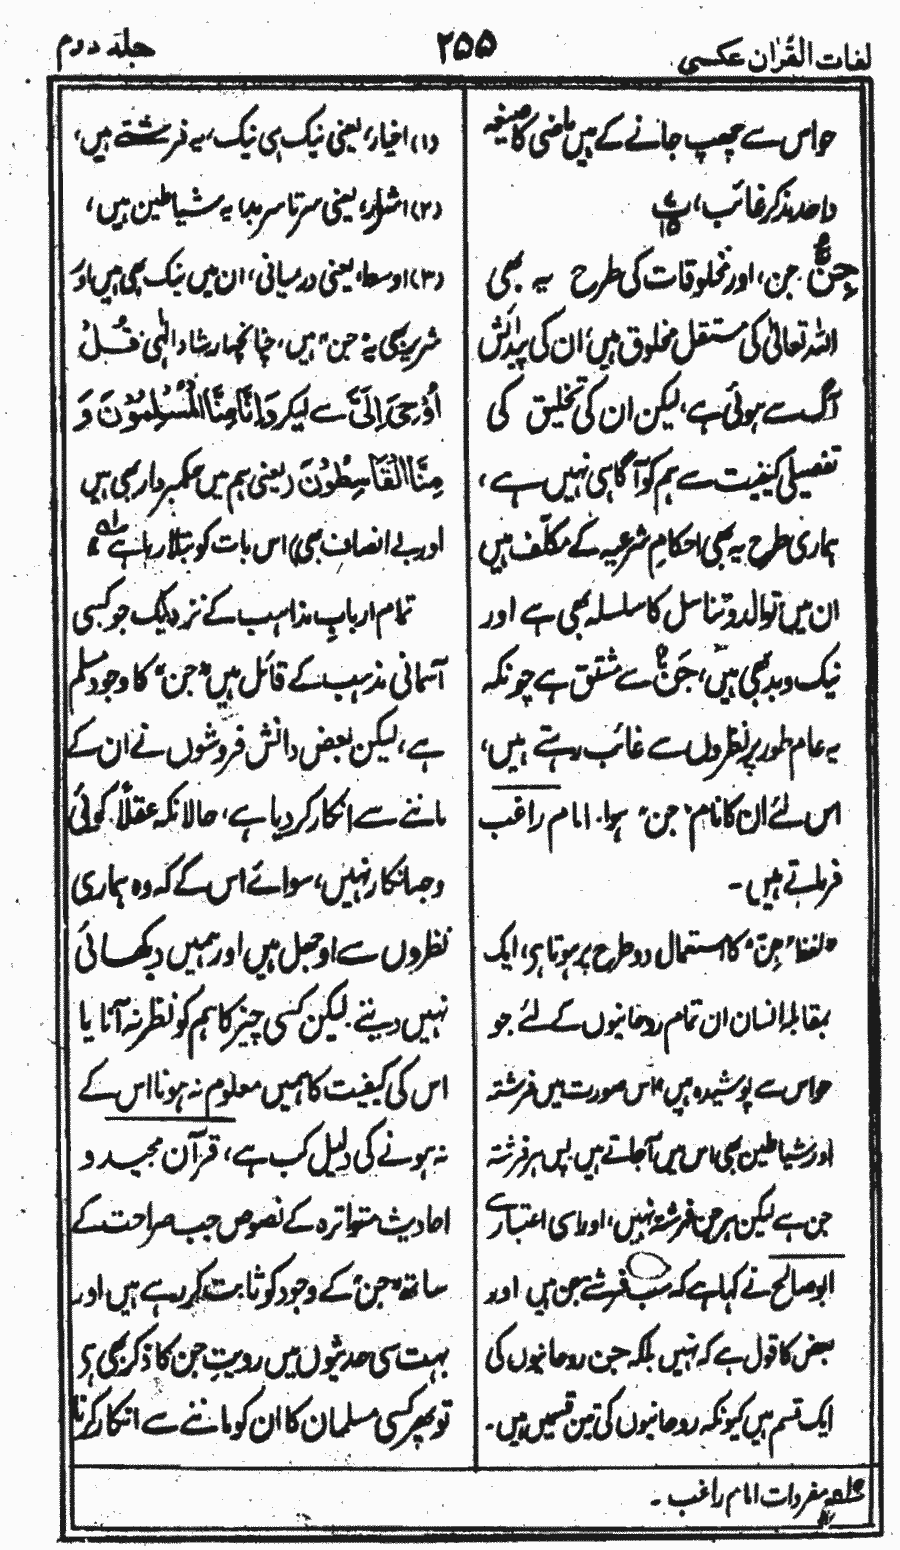 لغات القرآن عکسی
۲۵۵
جلد دوم
حواس سے چھپ جانے کے ہیں ماضی کا صیغہ
واحد مذکر غائب، پ ۱۵
جِنٌّ جن، اور مخلوقات کی طرح یہ بھی
اللہ تعالیٰ کی مستقل مخلوق ہیں، ان کی پیدائش
آگ سے ہوئی ہے، لیکن ان کی تخلیق کی
تفصیلی کیفیت سے ہم کو آگاہی نہیں ہے،
ہماری طرح یہ بھی احکامِ شرعیہ کے مکلّف ہیں
ان میں توالد و تناسل کا سلسلہ بھی ہے اور
نیک و بد بھی ہیں، جَنٌّ سے مشتق ہے چونکہ
یہ عام طور پر نظروں سے غائب رہتے ہیں،
اس لئے ان کا نام "جن" ہوا۔ امام راغب
فرماتے ہیں۔
"لفظ "جِنّ" کا استعمال دو طرح پر ہوتا ہی، ایک
بمقابلہ انسان ان تمام روحانیوں کے لئے جو
حواس سے پوشیدہ ہیں" اس صورت میں فرشتہ
اور شیاطین بھی اس میں آجاتے ہیں پس ہر فرشتہ
جن ہے لیکن ہر جن فرشتہ نہیں، اور اسی اعتبار سے
ابو صالح نے کہا ہے کہ سب فرشتے جن ہیں اور
بعض کا قول ہے کہ نہیں بلکہ جن روحانیوں کی
ایک قسم ہیں کیونکہ روحانیوں کی تین قسمیں ہیں۔
(۱) اخیار، یعنی نیک ہی نیک، یہ فرشتے ہیں،
(۲) اشرار، یعنی سرتا سر بد، یہ شیاطین ہیں،
(۳) اوسط، یعنی درمیانی، ان میں نیک بھی ہیں اور
شریر بھی یہ "جن" ہیں، چنانچہ ارشاد الٰہی قُلْ
اُوْحِیَ اِلَیَّ سے لیکر وَاِنَّا مِنَّا الْمُسْلِمُوْنَ وَ
مِنَّا الْقَاسِطُوْنَ (یعنی ہم میں حکمبردار بھی ہیں
اور بے انصاف بھی) اس بات کو بتلا رہا ہے
تمام اربابِ مذاہب کے نزدیک جو کسی
آسمانی مذہب کے قائل ہیں "جن" کا وجود مسلم
ہے، لیکن بعض دانش فروشوں نے ان کے
ماننے سے انکار کر دیا ہے، حالانکہ عقلاً کوئی
وجہ انکار نہیں، سوائے اس کے کہ وہ ہماری
نظروں سے اوجھل ہیں اور ہمیں دکھائی
نہیں دیتے۔ لیکن کسی چیز کا ہم کو نظر نہ آنا یا
اس کی کیفیت کا ہمیں معلوم نہ ہونا اس کے
نہ ہونے کی دلیل کب ہے، قرآن مجید و
احادیث متواترہ کے نصوص جب صراحت کے
ساتھ "جن" کے وجود کو ثابت کر رہے ہیں اور
بہت سی حدیثوں میں رویتِ جن کا ذکر بھی ہی
تو پھر کسی مسلمان کا ان کو ماننے سے انکار کرنا
لہ مفردات امام راغب۔